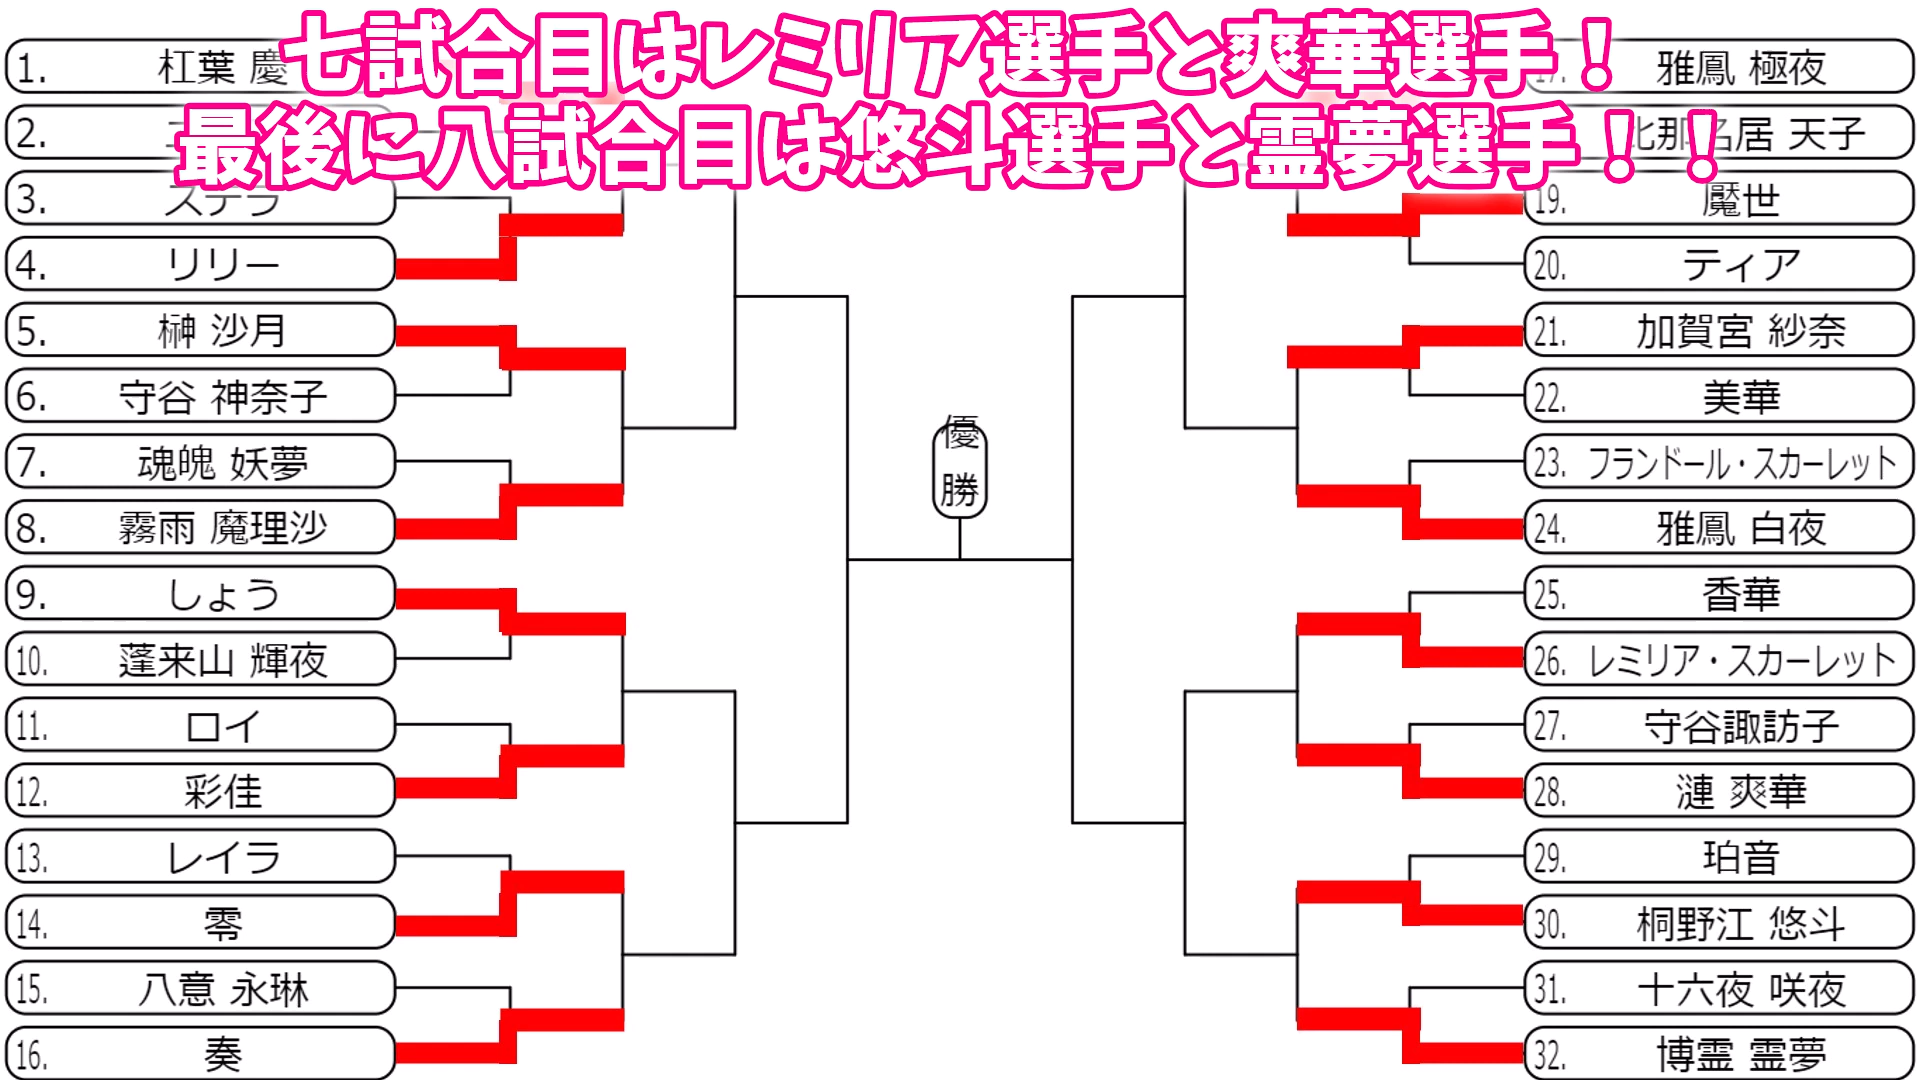 七試合目はレミリア選手と爽華選手！
最後に八試合目は悠斗選手と霊夢選手！！
1. 杠葉 慶
2.
3. ステラ
4. リリー
5. 榊 沙月
6. 守谷 神奈子
7. 魂魄 妖夢
8. 霧雨 魔理沙
9. しょう
10. 蓬来山 輝夜
11. ロイ
12. 彩佳
13. レイラ
14. 零
15. 八意 永琳
16. 奏
優
勝
17. 雅鳳 極夜
比那名居 天子
19. 魘世
20. ティア
21. 加賀宮 紗奈
22. 美華
23. フランドール・スカーレット
24. 雅鳳 白夜
25. 香華
26. レミリア・スカーレット
27. 守谷諏訪子
28. 漣 爽華
29. 珀音
30. 桐野江 悠斗
31. 十六夜 咲夜
32. 博霊 霊夢